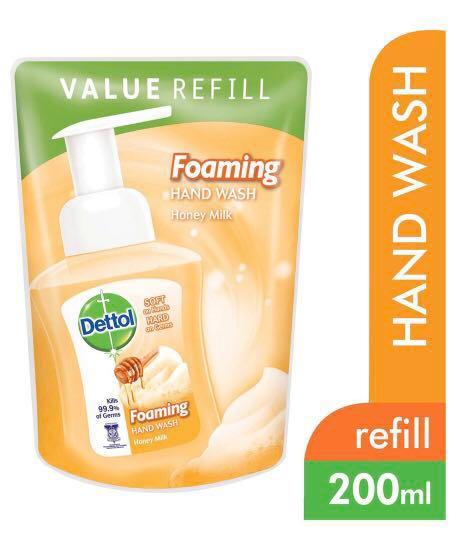 VALUE REFILL
Foaming
HAND WASH
Honey Milk
Dettol
SOFT
on Hands
HARD
on Germs
Kills
99.9%
of Germs
Foaming
HAND WASH
Honey Milk
HAND WASH
refill
200ml